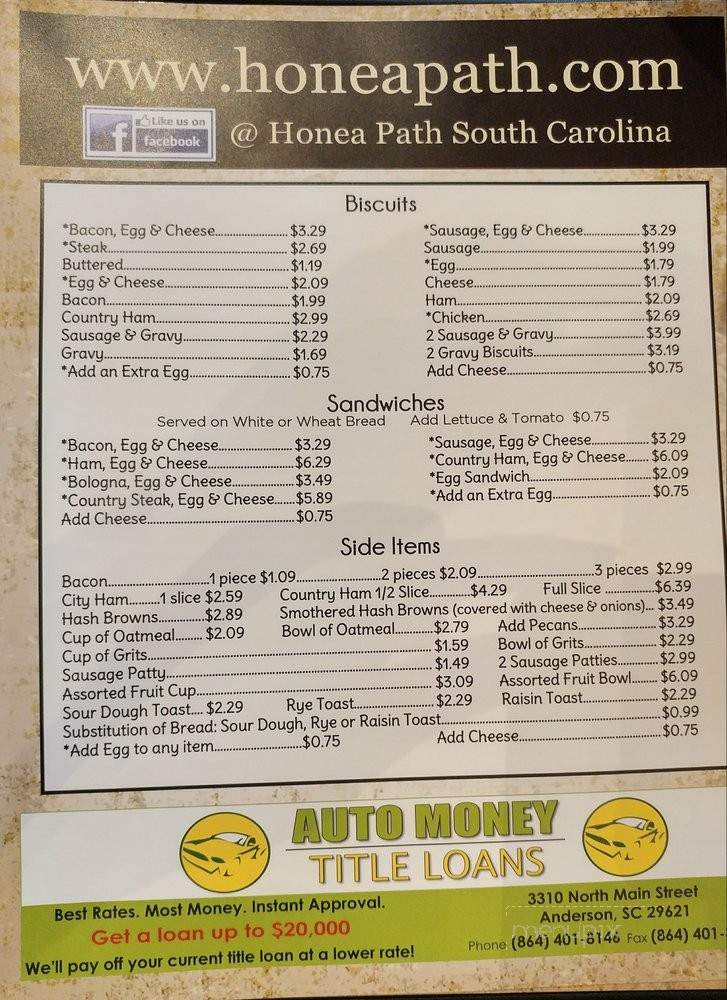 www.honeapath.com
Like us on
facebook
@ Honea Path South Carolina
Biscuits
*Bacon, Egg & Cheese........................ $3.29
*Steak........................ $2.69
Buttered........................ $1.19
*Egg & Cheese........................ $2.09
Bacon........................ $1.99
Country Ham........................ $2.99
Sausage & Gravy........................ $2.29
Gravy........................ $1.69
*Add an Extra Egg........................ $0.75
*Sausage, Egg & Cheese........................ $3.29
Sausage........................ $1.99
*Egg........................ $1.79
Cheese........................ $1.79
Ham........................ $2.09
*Chicken........................ $2.69
2 Sausage & Gravy........................ $3.99
2 Gravy Biscuits........................ $3.19
Add Cheese........................ $0.75
Sandwiches
Served on White or Wheat Bread Add Lettuce & Tomato $0.75
*Bacon, Egg & Cheese........................ $3.29
*Ham, Egg & Cheese........................ $6.29
*Bologna, Egg & Cheese........................ $3.49
*Country Steak, Egg & Cheese...... $5.89
Add Cheese........................ $0.75
*Sausage, Egg & Cheese........................ $3.29
*Country Ham, Egg & Cheese....... $6.09
*Egg Sandwich........................ $2.09
*Add an Extra Egg........................ $0.75
Side Items
Bacon........................1 piece $1.09........................2 pieces $2.09........................3 pieces $2.99
City Ham.........1 slice $2.59 Country Ham 1/2 Slice............$4.29 Full Slice ..............$6.39
Hash Browns..............$2.89 Smothered Hash Browns (covered with cheese & onions)... $3.49
Cup of Oatmeal........ $2.09 Bowl of Oatmeal............$2.79 Add Pecans........................ $3.29
Cup of Grits........................ $1.59 Bowl of Grits........................ $2.29
Sausage Patty........................ $1.49 2 Sausage Patties............ $2.99
Assorted Fruit Cup........................ $3.09 Assorted Fruit Bowl........ $6.09
Sour Dough Toast.... $2.29 Rye Toast........................ $2.29 Raisin Toast........................ $2.29
Substitution of Bread: Sour Dough, Rye or Raisin Toast........................ $0.99
*Add Egg to any item........................$0.75 Add Cheese........................ $0.75
AUTO MONEY
TITLE LOANS
Best Rates. Most Money. Instant Approval.
Get a loan up to $20,000
We'll pay off your current title loan at a lower rate!
3310 North Main Street
Anderson, SC 29621
Phone (864) 401-8146 Fax (864) 401-